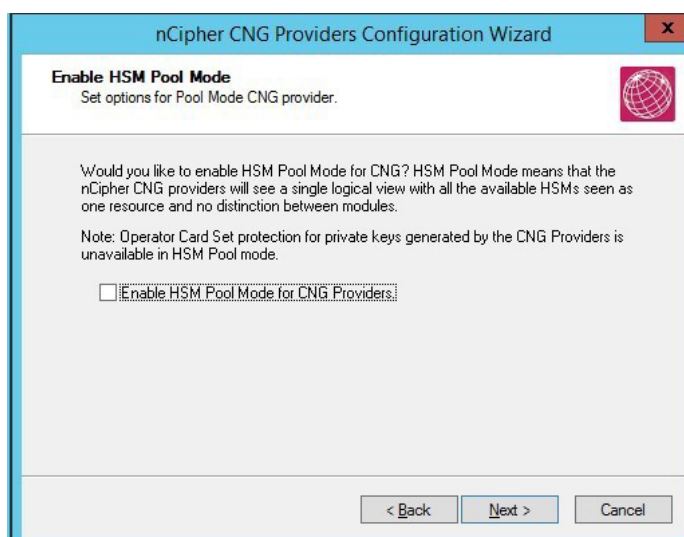 nCipher CNG Providers Configuration Wizard
x
Enable HSM Pool Mode
Set options for Pool Mode CNG provider.
Would you like to enable HSM Pool Mode for CNG? HSM Pool Mode means that the
nCipher CNG providers will see a single logical view with all the available HSMs seen as
one resource and no distinction between modules.
Note: Operator Card Set protection for private keys generated by the CNG Providers is
unavailable in HSM Pool mode.
Enable HSM Pool Mode for CNG Providers.
< Back Next > Cancel